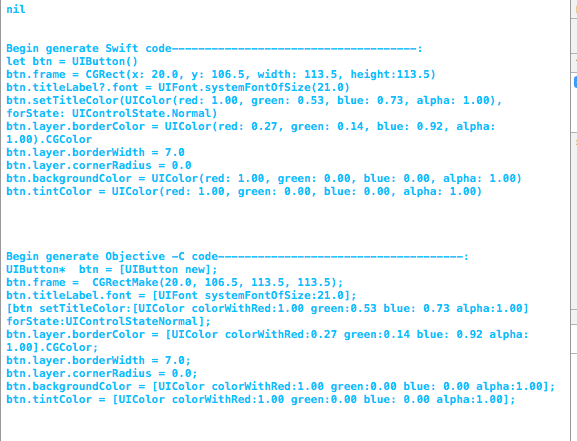 nil
Begin generate Swift code-------------------------------------:
let btn = UIButton()
btn.frame = CGRect(x: 20.0, y: 106.5, width: 113.5, height:113.5)
btn.titleLabel?.font = UIFont.systemFontOfSize(21.0)
btn.setTitleColor(UIColor(red: 1.00, green: 0.53, blue: 0.73, alpha: 1.00),
forState: UIControlState.Normal)
btn.layer.borderColor = UIColor(red: 0.27, green: 0.14, blue: 0.92, alpha:
1.00).CGColor
btn.layer.borderWidth = 7.0
btn.layer.cornerRadius = 0.0
btn.backgroundColor = UIColor(red: 1.00, green: 0.00, blue: 0.00, alpha: 1.00)
btn.tintColor = UIColor(red: 1.00, green: 0.00, blue: 0.00, alpha: 1.00)
Begin generate Objective -C code-------------------------------------:
UIButton*  btn = [UIButton new];
btn.frame =  CGRectMake(20.0, 106.5, 113.5, 113.5);
btn.titleLabel.font = [UIFont systemFontOfSize:21.0];
[btn setTitleColor:[UIColor colorWithRed:1.00 green:0.53 blue: 0.73 alpha:1.00]
forState:UIControlStateNormal];
btn.layer.borderColor = [UIColor colorWithRed:0.27 green:0.14 blue: 0.92 alpha:
1.00].CGColor;
btn.layer.borderWidth = 7.0;
btn.layer.cornerRadius = 0.0;
btn.backgroundColor = [UIColor colorWithRed:1.00 green:0.00 blue: 0.00 alpha:1.00];
btn.tintColor = [UIColor colorWithRed:1.00 green:0.00 blue: 0.00 alpha:1.00];